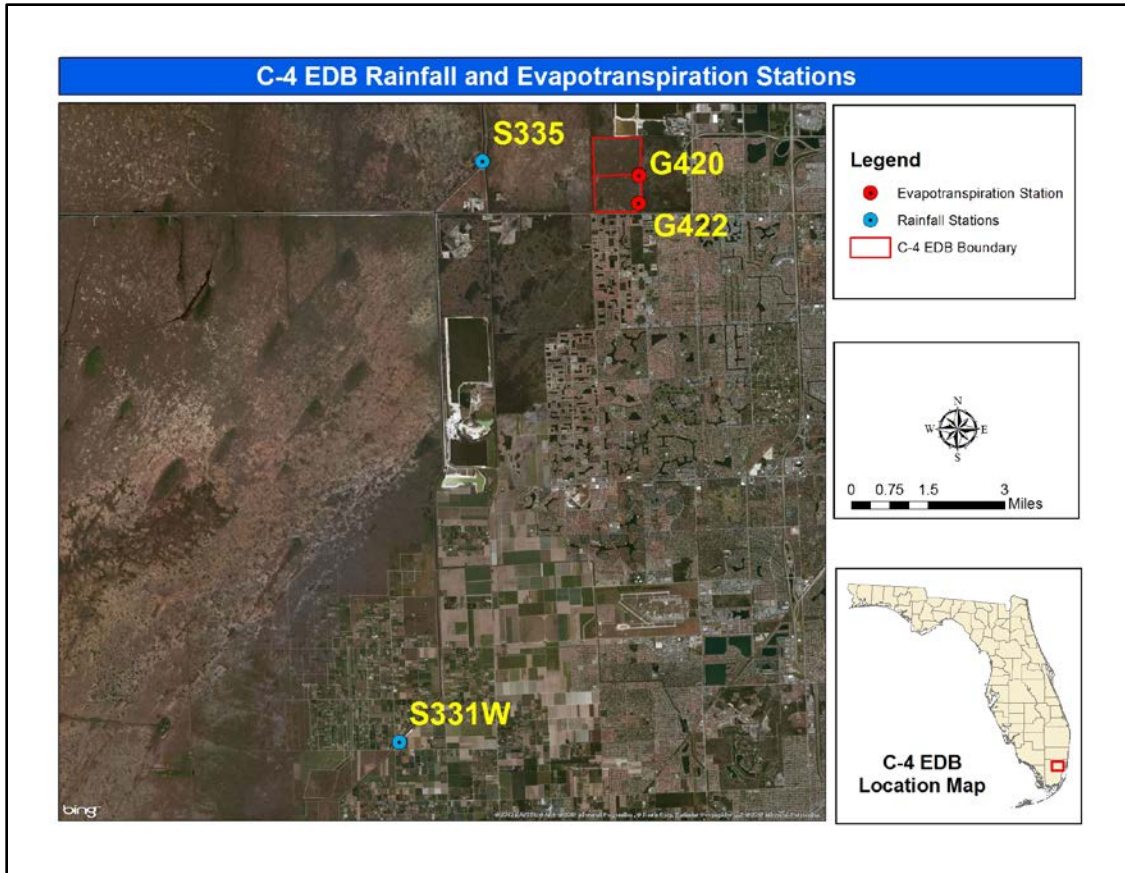 C-4 EDB Rainfall and Evapotranspiration Stations
S335
G420
G422
S331W
bing
Legend
Evapotranspiration Station
Rainfall Stations
C-4 EDB Boundary
N
W
E
S
0 0.75 1.5 3
Miles
C-4 EDB
Location Map